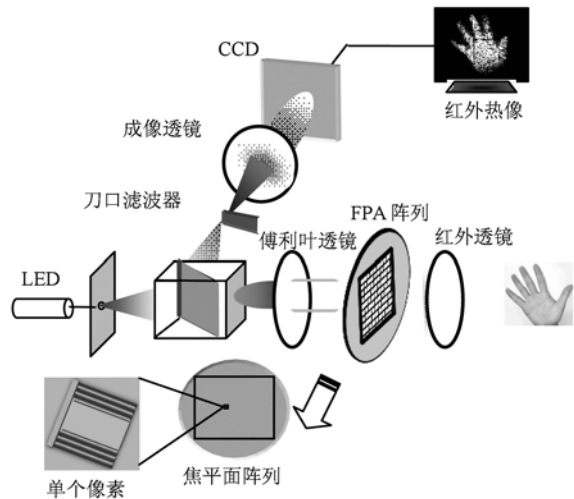 CCD
红外热像
成像透镜
刀口滤波器
FPA 阵列
傅利叶透镜
红外透镜
LED
单个像素
焦平面阵列